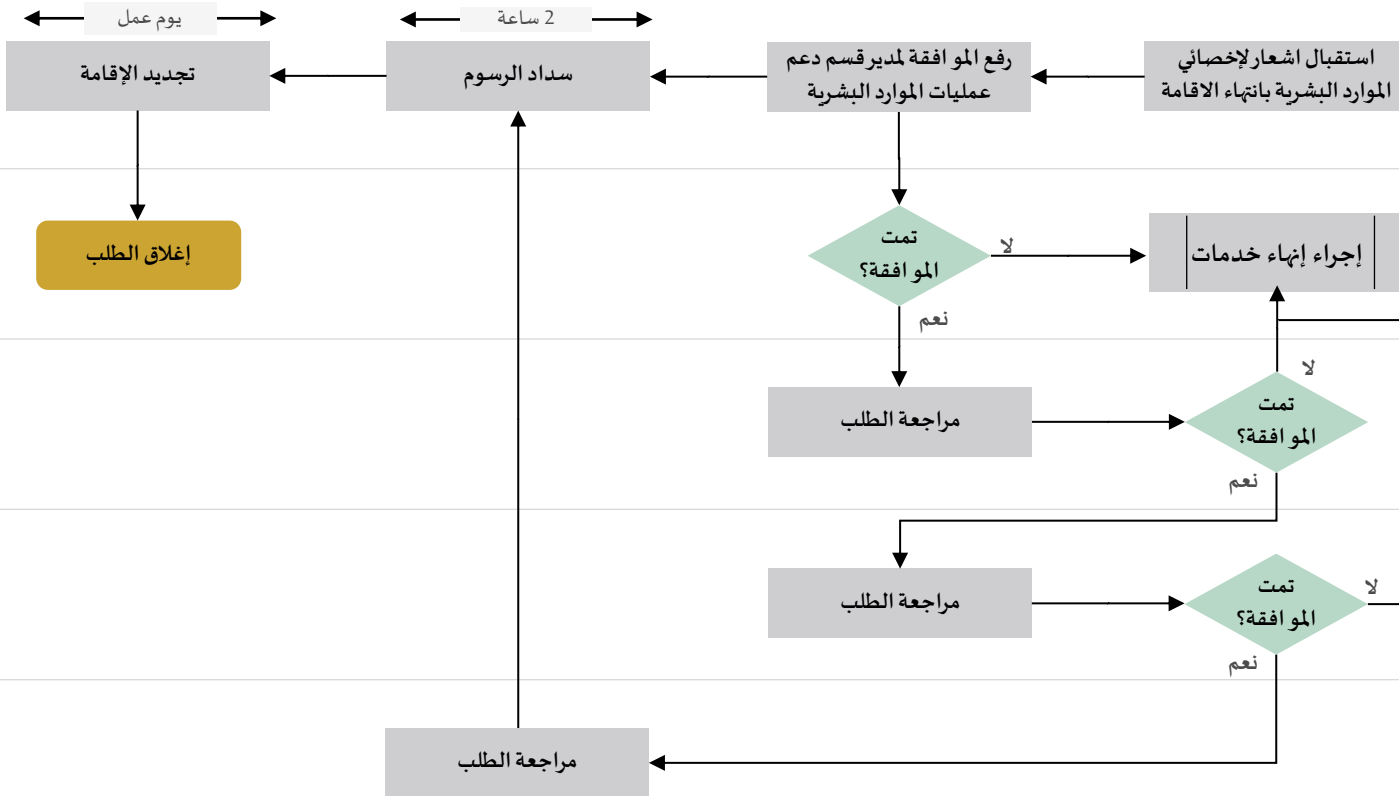 2 ساعة
يوم عمل
استقبال اشعار لإخصائي
الموارد البشرية بانتهاء الاقامة
رفع الموافقة لمدير قسم دعم
عمليات الموارد البشرية
سداد الرسوم
تجديد الإقامة
إجراء إنهاء خدمات
لا
تمت
الموافقة؟
إغلاق الطلب
نعم
لا
تمت
الموافقة؟
مراجعة الطلب
نعم
لا
تمت
الموافقة؟
مراجعة الطلب
نعم
مراجعة الطلب